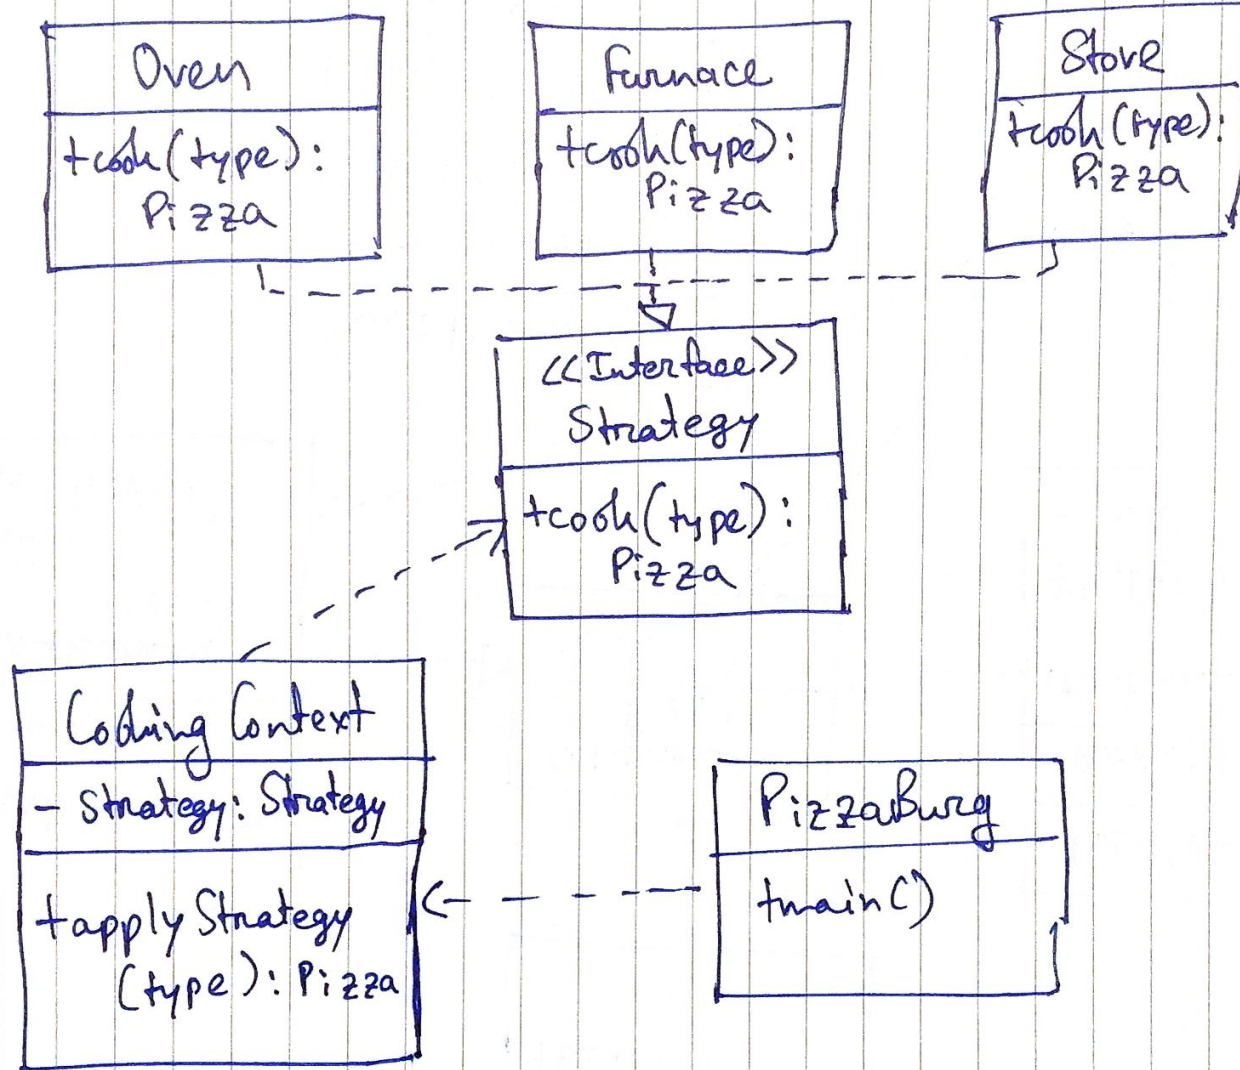 Oven
+cook(type):
Pizza
Furnace
+cook(type):
Pizza
Stove
+cook(type):
Pizza
<<Interface>>
Strategy
+cook(type):
Pizza
Cooking Context
- Strategy: Strategy
+apply Strategy
(type): Pizza
PizzaBurg
+main()